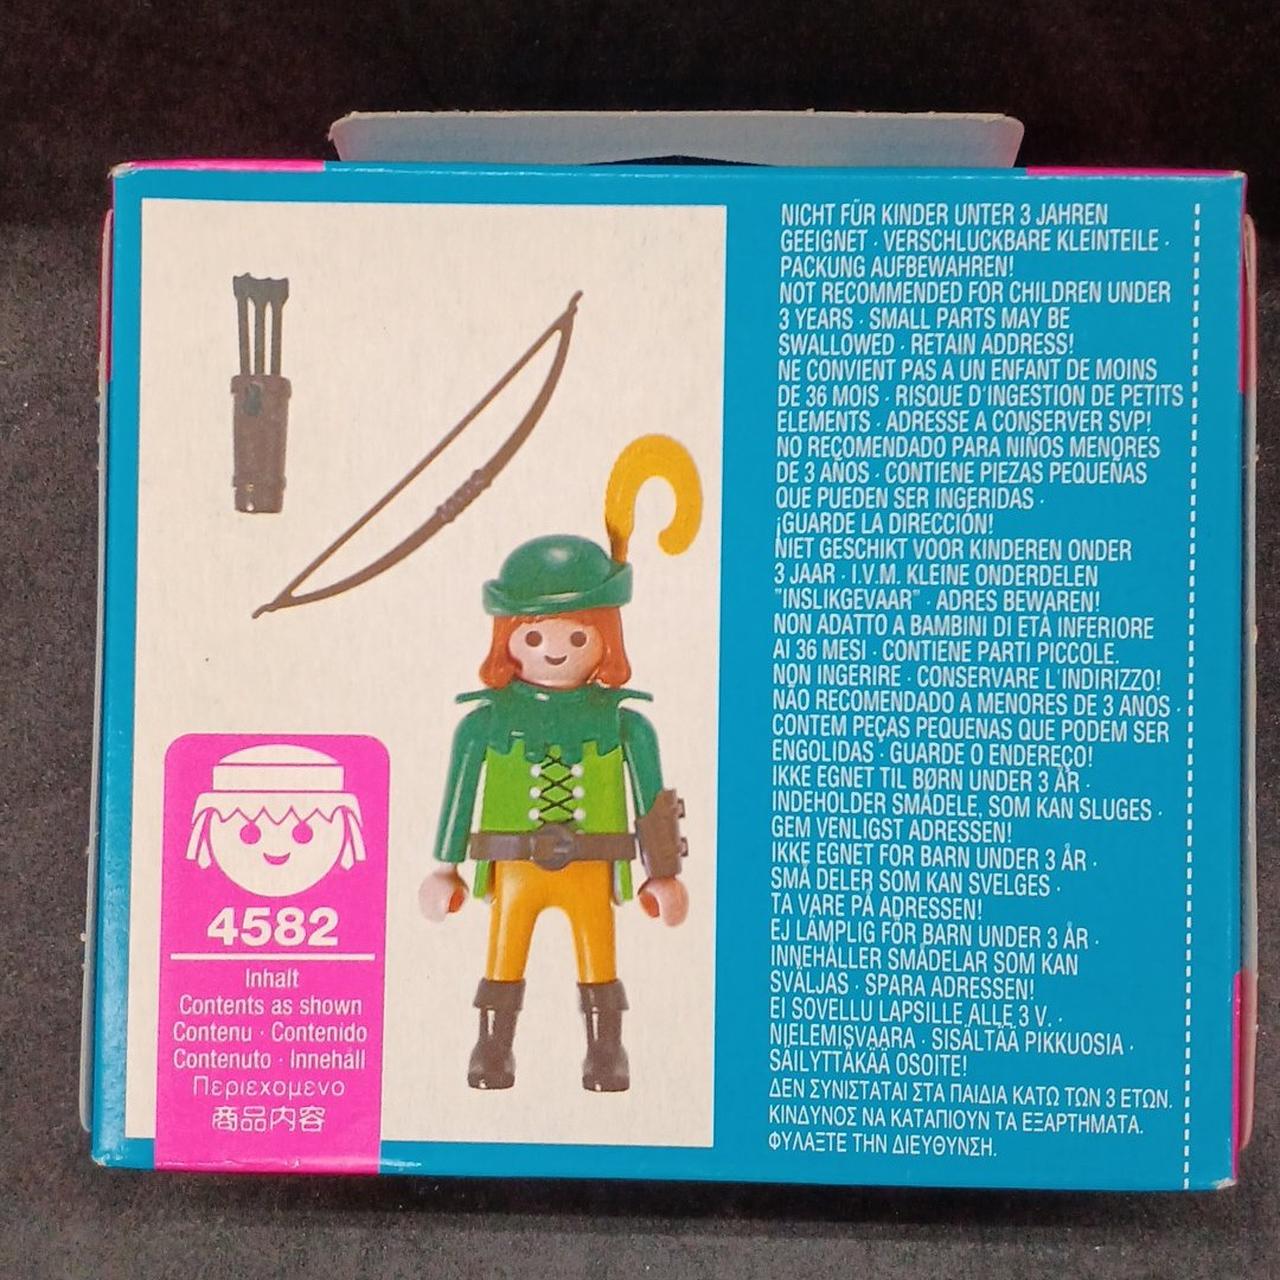 NICHT FÜR KINDER UNTER 3 JAHREN
GEEIGNET · VERSCHLUCKBARE KLEINTEILE ·
PACKUNG AUFBEWAHREN!
NOT RECOMMENDED FOR CHILDREN UNDER
3 YEARS · SMALL PARTS MAY BE
SWALLOWED · RETAIN ADDRESS!
NE CONVIENT PAS A UN ENFANT DE MOINS
DE 36 MOIS · RISQUE D'INGESTION DE PETITS
ELEMENTS · ADRESSE A CONSERVER SVP!
NO RECOMENDADO PARA NIÑOS MENORES
DE 3 AÑOS · CONTIENE PIEZAS PEQUEÑAS
QUE PUEDEN SER INGERIDAS ·
¡GUARDE LA DIRECCIÓN!
NIET GESCHIKT VOOR KINDEREN ONDER
3 JAAR · I.V.M. KLEINE ONDERDELEN
"INSLIKGEVAAR" · ADRES BEWAREN!
NON ADATTO A BAMBINI DI ETÁ INFERIORE
AI 36 MESI · CONTIENE PARTI PICCOLE.
NON INGERIRE · CONSERVARE L'INDIRIZZO!
NÃO RECOMENDADO A MENORES DE 3 ANOS ·
CONTEM PEÇAS PEQUENAS QUE PODEM SER
ENGOLIDAS · GUARDE O ENDEREÇO!
IKKE EGNET TIL BØRN UNDER 3 ÅR ·
INDEHOLDER SMÅDELE, SOM KAN SLUGES ·
GEM VENLIGST ADRESSEN!
IKKE EGNET FOR BARN UNDER 3 ÅR ·
SMÅ DELER SOM KAN SVELGES ·
TA VARE PÅ ADRESSEN!
EJ LÄMPLIG FÖR BARN UNDER 3 ÅR ·
INNEHÅLLER SMÅDELAR SOM KAN
SVÄLJAS · SPARA ADRESSEN!
EI SOVELLU LAPSILLE ALLE 3 V. ·
NIELEMISVAARA · SISÄLTÄÄ PIKKUOSIA ·
SÄILYTTÄKÄÄ OSOITE!
ΔΕΝ ΣΥΝΙΣΤΑΤΑΙ ΣΤΑ ΠΑΙΔΙΑ ΚΑΤΩ ΤΩΝ 3 ΕΤΩΝ.
ΚΙΝΔΥΝΟΣ ΝΑ ΚΑΤΑΠΙΟΥΝ ΤΑ ΕΞΑΡΤΗΜΑΤΑ.
ΦΥΛΑΞΤΕ ΤΗΝ ΔΙΕΥΘΥΝΣΗ.
4582
Inhalt
Contents as shown
Contenu · Contenido
Contenuto · Innehåll
Περιεχομενο
商品内容